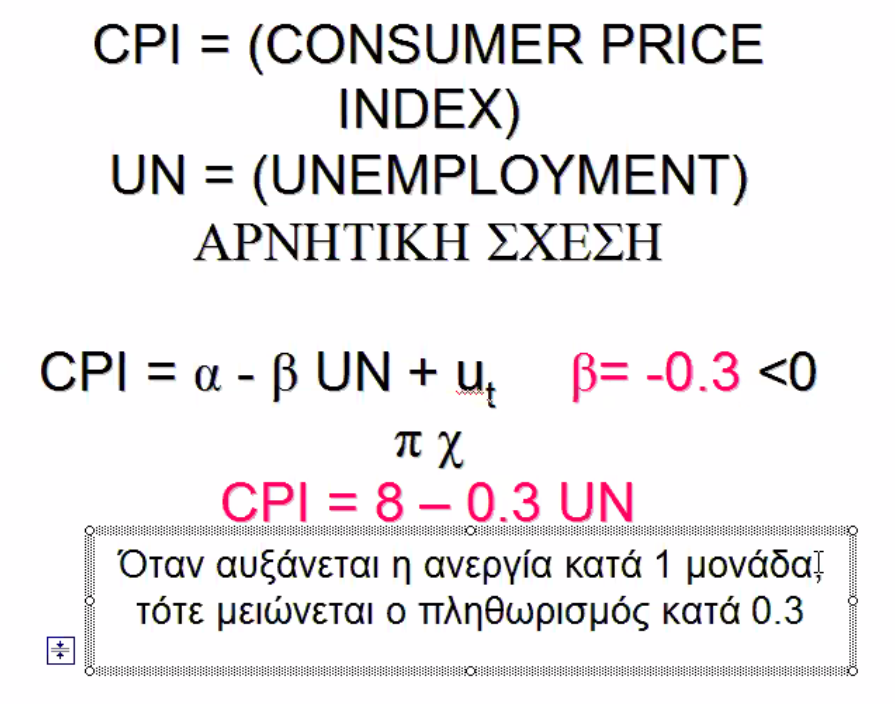 CPI = (CONSUMER PRICE
INDEX)
UN = (UNEMPLOYMENT)
ΑΡΝΗΤΙΚΗ ΣΧΕΣΗ
CPI = α - β UN + ut β= -0.3 <0
π χ
CPI = 8 – 0.3 UN
Όταν αυξάνεται η ανεργία κατά 1 μονάδα,
τότε μειώνεται ο πληθωρισμός κατά 0.3